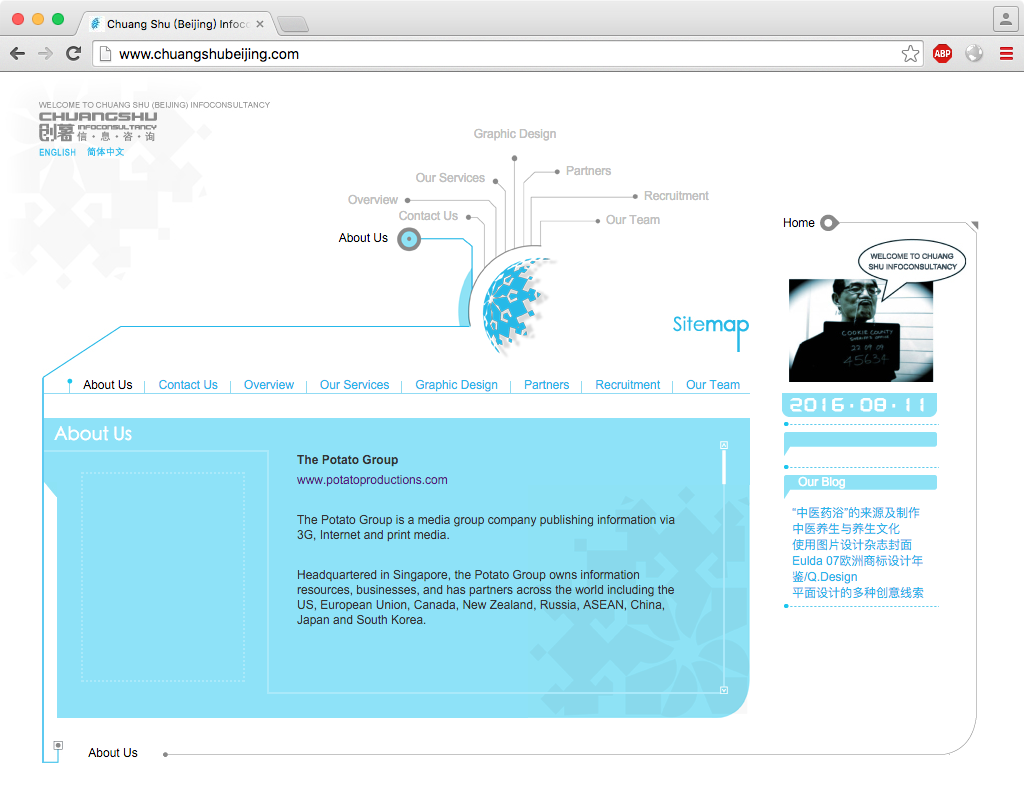 Chuang Shu (Beijing) Infoc
www.chuangshubeijing.com
ABP
WELCOME TO CHUANG SHU (BEIJING) INFOCONSULTANCY
CHUANGSHU
创募 INFOCONSULTANCY
信・息・咨・询
ENGLISH 简体中文
Graphic Design
Our Services
Partners
Overview
Recruitment
Contact Us
Our Team
About Us
Home
WELCOME TO CHUANG
SHU INFOCONSULTANCY
COOKIE COUNTY
SHERIFF'S OFFICE
22 09 09
45634
Sitemap
About Us
Contact Us
Overview
Our Services
Graphic Design
Partners
Recruitment
Our Team
2016・08・11
About Us
The Potato Group
www.potatoproductions.com
The Potato Group is a media group company publishing information via
3G, Internet and print media.
Headquartered in Singapore, the Potato Group owns information
resources, businesses, and has partners across the world including the
US, European Union, Canada, New Zealand, Russia, ASEAN, China,
Japan and South Korea.
Our Blog
“中医药浴”的来源及制作
中医养生与养生文化
使用图片设计杂志封面
Eulda 07欧洲商标设计年
鉴/Q.Design
平面设计的多种创意线索
About Us